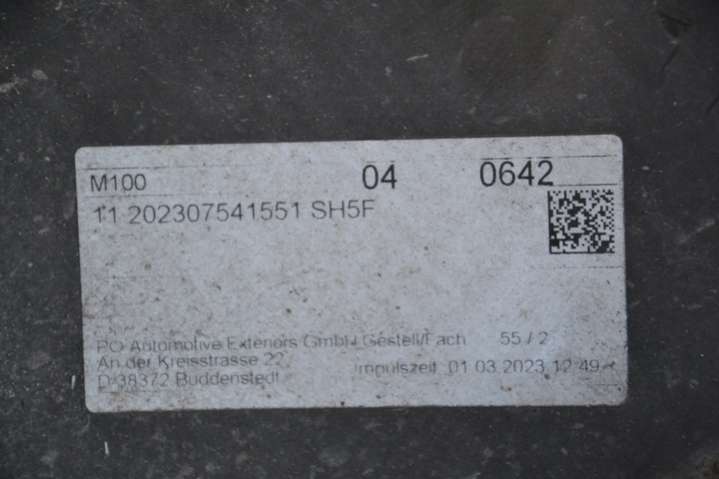 M100 04 0642
11 202307541551 SH5F
PO Automotive Exteriors GmbH Gestell/Fach 55 / 2
An der Kreisstrasse 22 Impulszeit 01.03.2023 12:49
D-38372 Büddenstedt